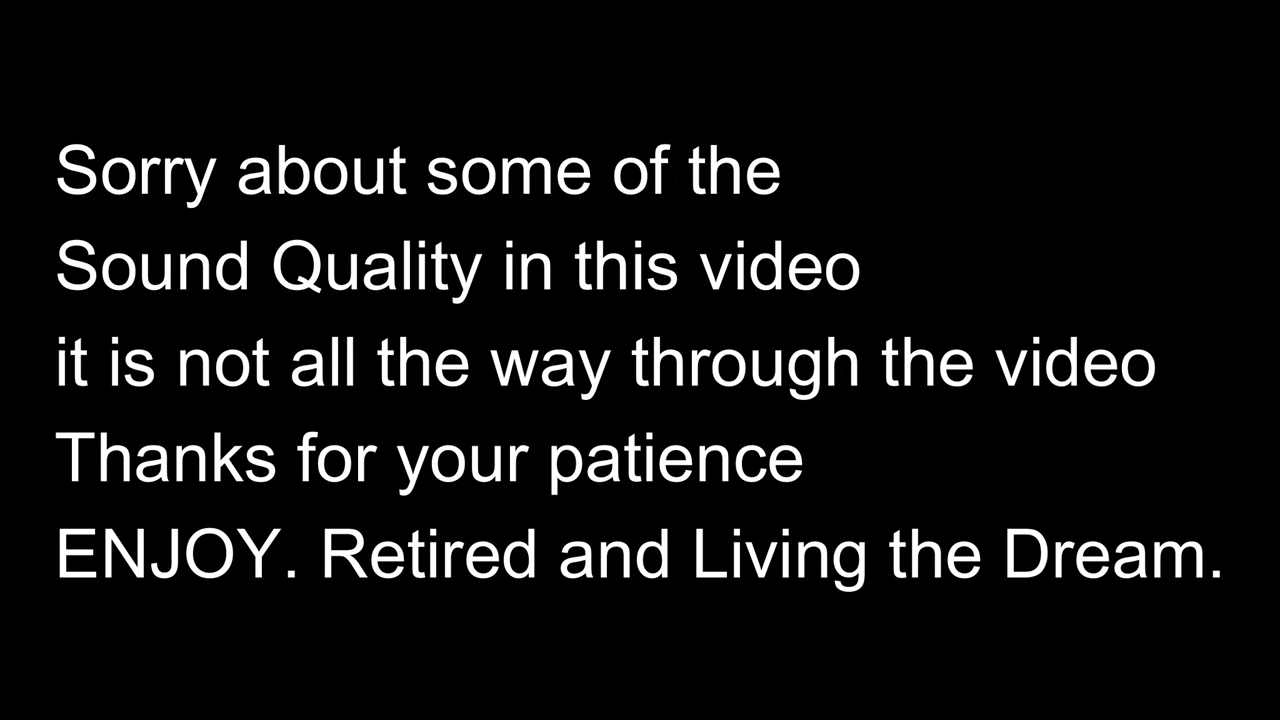 Sorry about some of the
Sound Quality in this video
it is not all the way through the video
Thanks for your patience
ENJOY. Retired and Living the Dream.